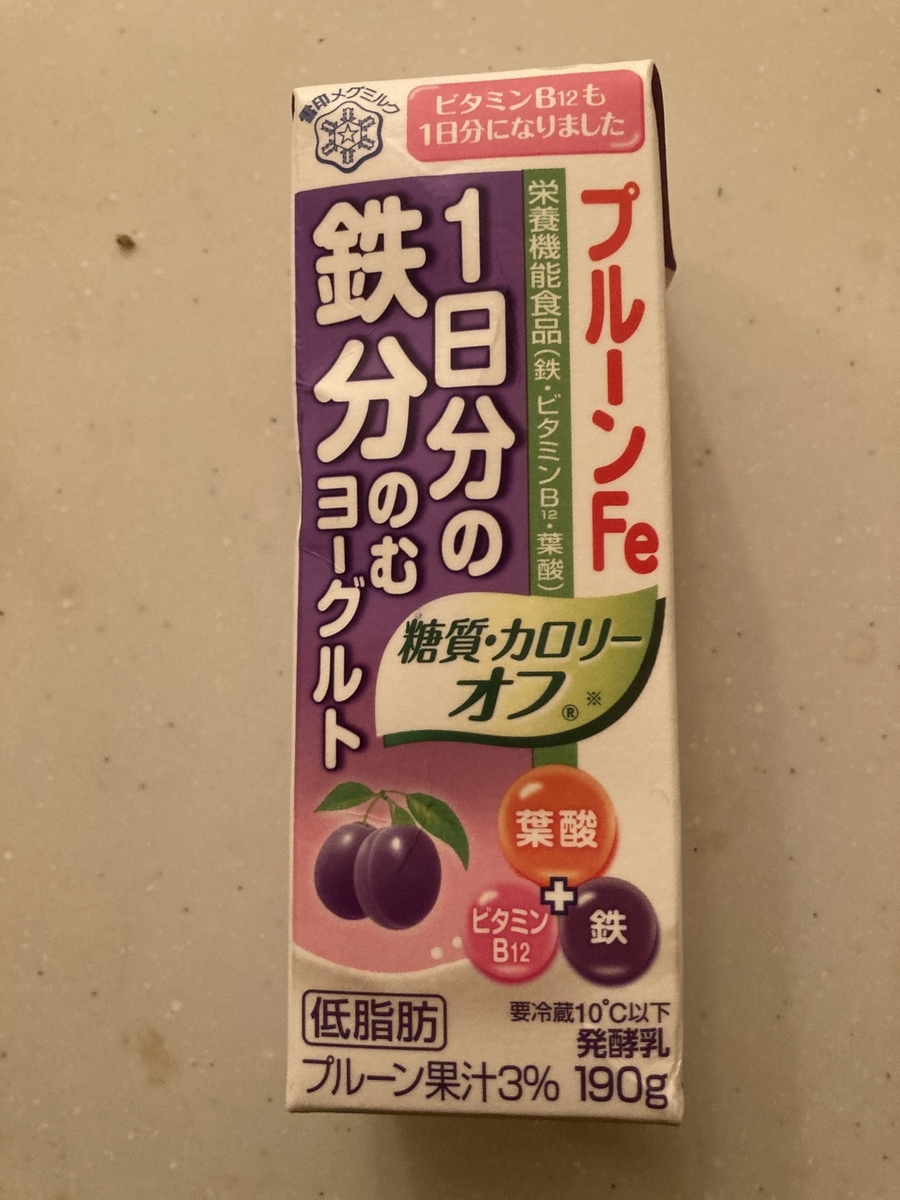 雪印メグミルク
ビタミンB12も
1日分になりました
プルーンFe
栄養機能食品(鉄・ビタミンB12・葉酸)
1日分の
鉄分のむ
ヨーグルト
糖質・カロリー
オフ®※
葉酸
+
ビタミン
B12
鉄
低脂肪
要冷蔵10℃以下
発酵乳
プルーン果汁3% 190g